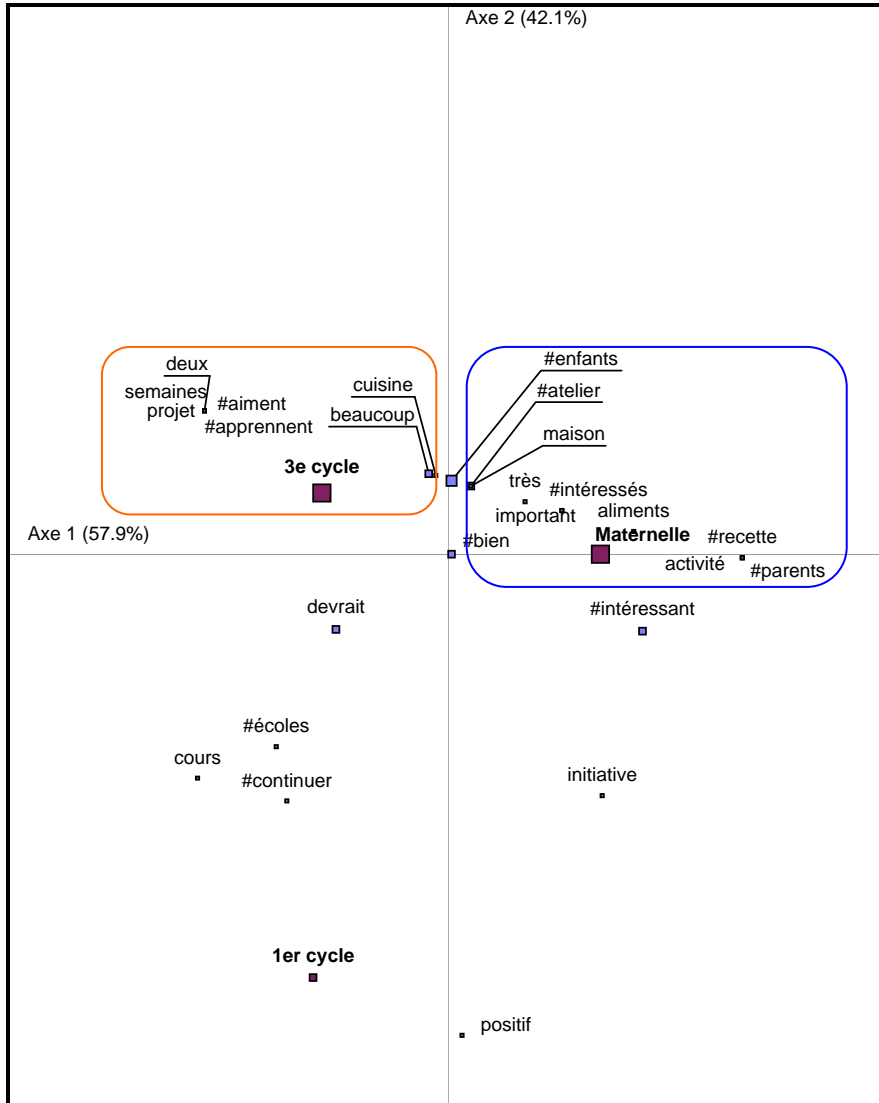 Axe 2 (42.1%)
deux
semaines
projet
#aiment
#apprennent
cuisine
beaucoup
3e cycle
#enfants
#atelier
maison
très
important
#intéressés
aliments
Maternelle
#recette
activité
#parents
Axe 1 (57.9%)
#bien
devrait
#intéressant
#écoles
cours
#continuer
initiative
1er cycle
positif